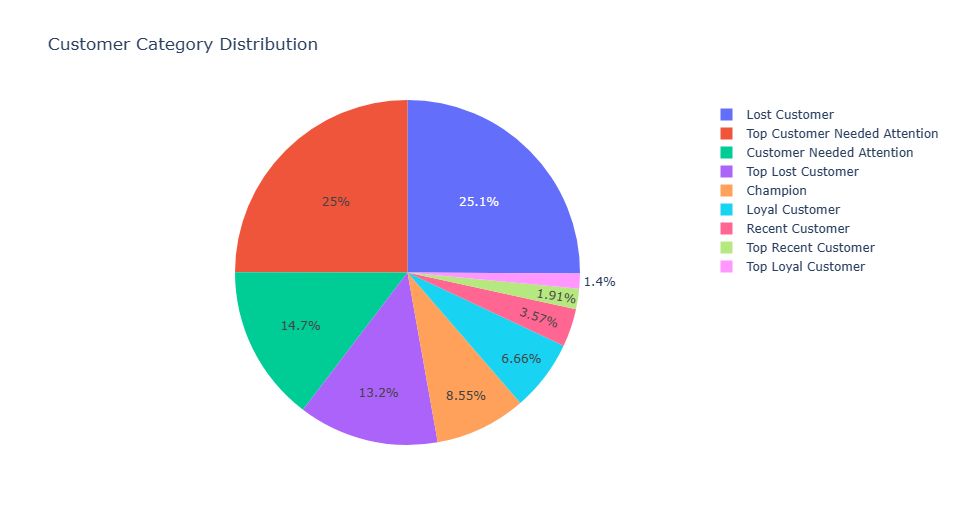 Customer Category Distribution
Lost Customer
Top Customer Needed Attention
Customer Needed Attention
Top Lost Customer
Champion
Loyal Customer
Recent Customer
Top Recent Customer
Top Loyal Customer
25%
25.1%
1.4%
1.91%
3.57%
14.7%
6.66%
13.2%
8.55%